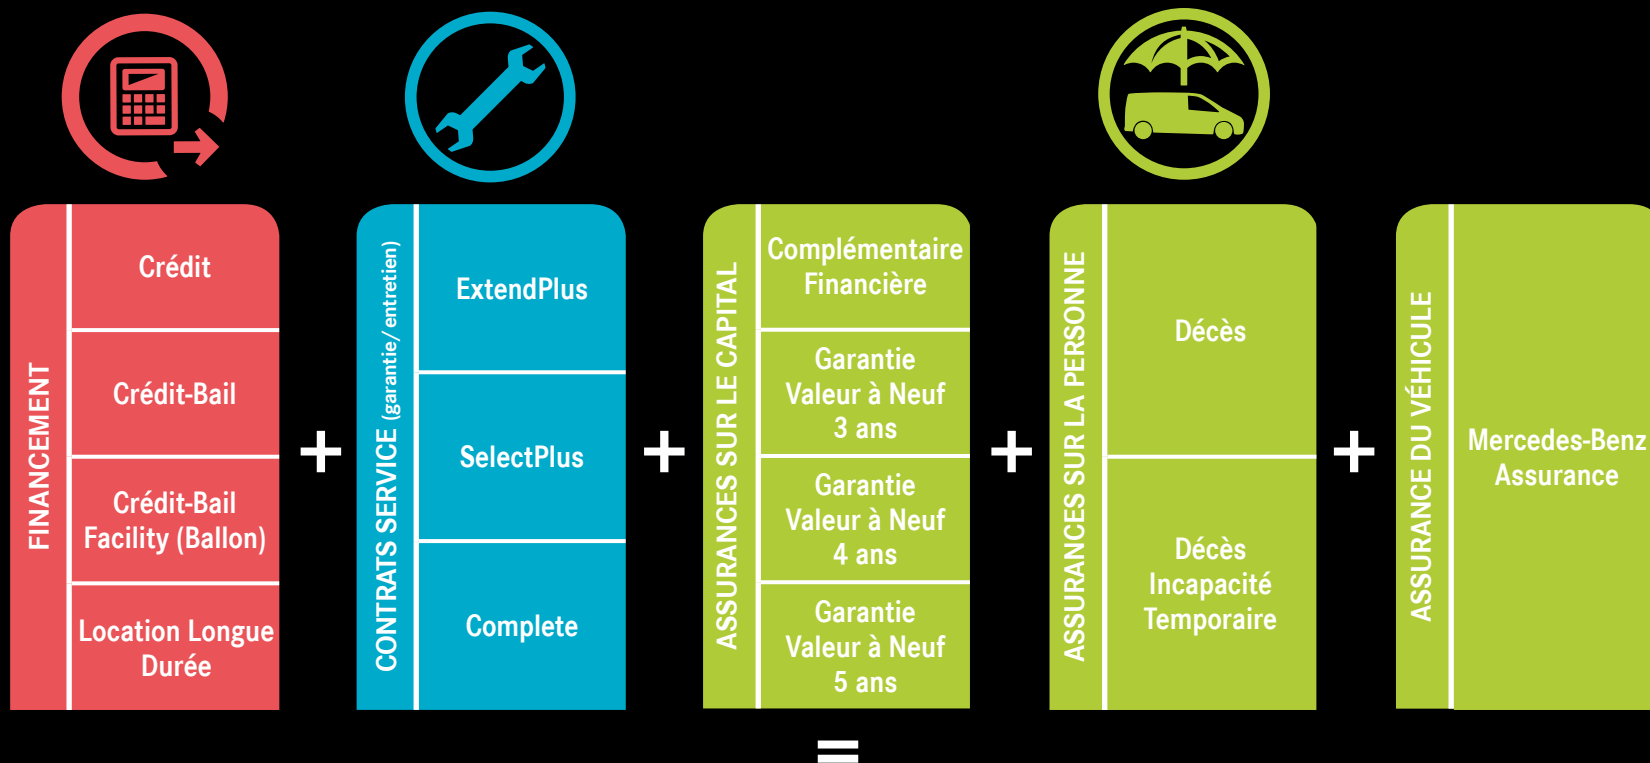 FINANCEMENT
Crédit
Crédit-Bail
Crédit-Bail
Facility (Ballon)
Location Longue
Durée
+
CONTRATS SERVICE (garantie/ entretien)
ExtendPlus
SelectPlus
Complete
+
ASSURANCES SUR LE CAPITAL
Complémentaire
Financière
Garantie
Valeur à Neuf
3 ans
Garantie
Valeur à Neuf
4 ans
Garantie
Valeur à Neuf
5 ans
+
ASSURANCES SUR LA PERSONNE
Décès
Décès
Incapacité
Temporaire
+
ASSURANCE DU VÉHICULE
Mercedes-Benz
Assurance
=